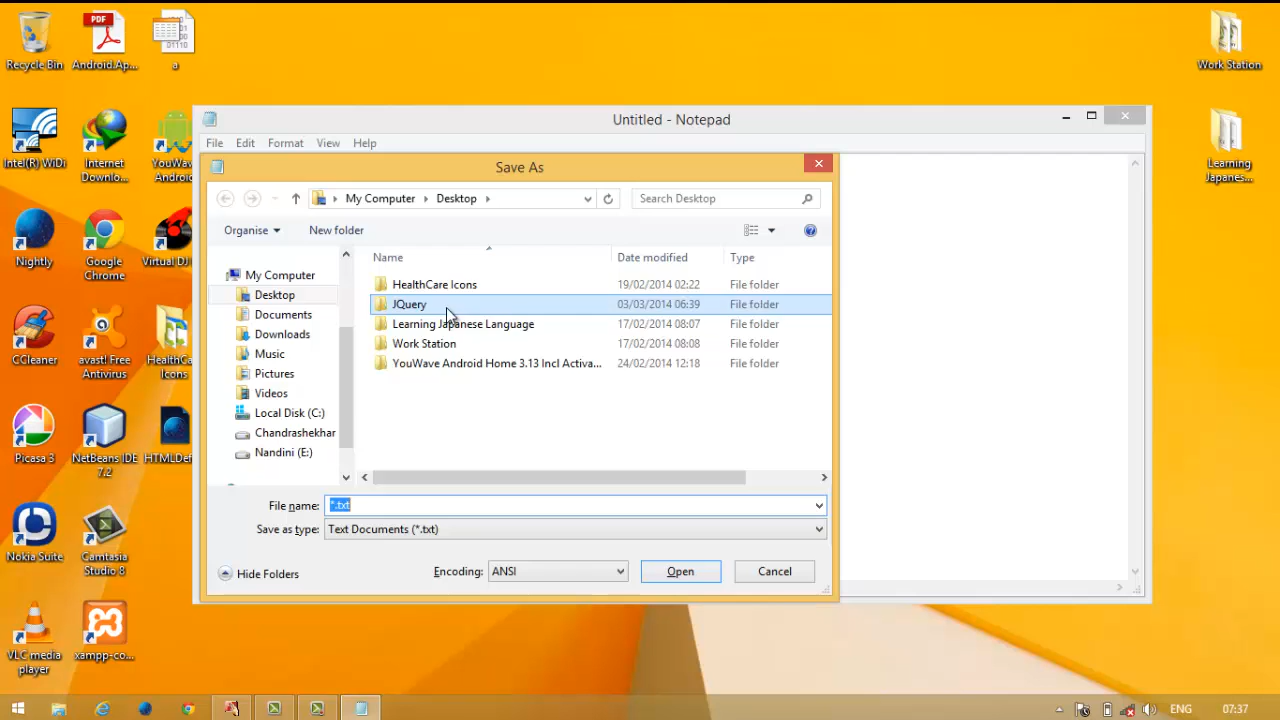 PDF
Recycle Bin
Android.Ap...
a
Work Station
Intel(R) WiDi
Internet
Downlo...
YouWave
Android
Learning
Japanes...
Nightly
Google
Chrome
Virtual DJ
CCleaner
avast! Free
Antivirus
HealthCare
Icons
Picasa 3
NetBeans IDE
7.2
Nokia Suite
Camtasia
Studio 8
VLC media
player
xampp-co...
Untitled - Notepad
File Edit Format View Help
Save As
My Computer Desktop
Search Desktop
Organise New folder
Name Date modified Type
My Computer
Desktop
Documents
Downloads
Music
Pictures
Videos
Local Disk (C:)
Chandrashekhar
Nandini (E:)
HealthCare Icons 19/02/2014 02:22 File folder
JQuery 03/03/2014 06:39 File folder
Learning Japanese Language 17/02/2014 08:07 File folder
Work Station 17/02/2014 08:08 File folder
YouWave Android Home 3.13 Incl Activa... 24/02/2014 12:18 File folder
File name: *.txt
Save as type: Text Documents (*.txt)
Hide Folders
Encoding: ANSI
Open
Cancel
ENG 07:37